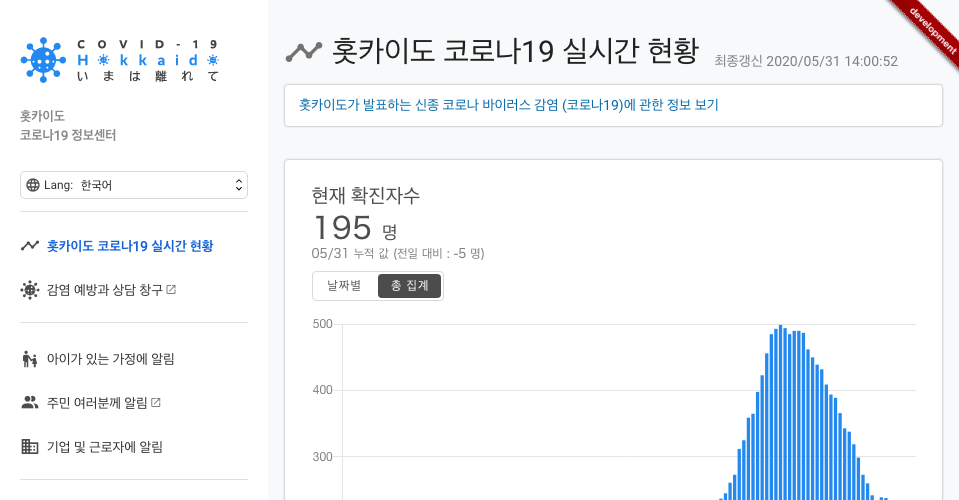 COVID-19
Hokkaido
いまは離れて
홋카이도
코로나19 정보센터
Lang: 한국어
홋카이도 코로나19 실시간 현황
감염 예방과 상담 창구
아이가 있는 가정에 알림
주민 여러분께 알림
기업 및 근로자에 알림
development
홋카이도 코로나19 실시간 현황 최종갱신 2020/05/31 14:00:52
홋카이도가 발표하는 신종 코로나 바이러스 감염 (코로나19)에 관한 정보 보기
현재 확진자수
195 명
05/31 누적 값 (전일 대비 : -5 명)
날짜별 총 집계
500
400
300